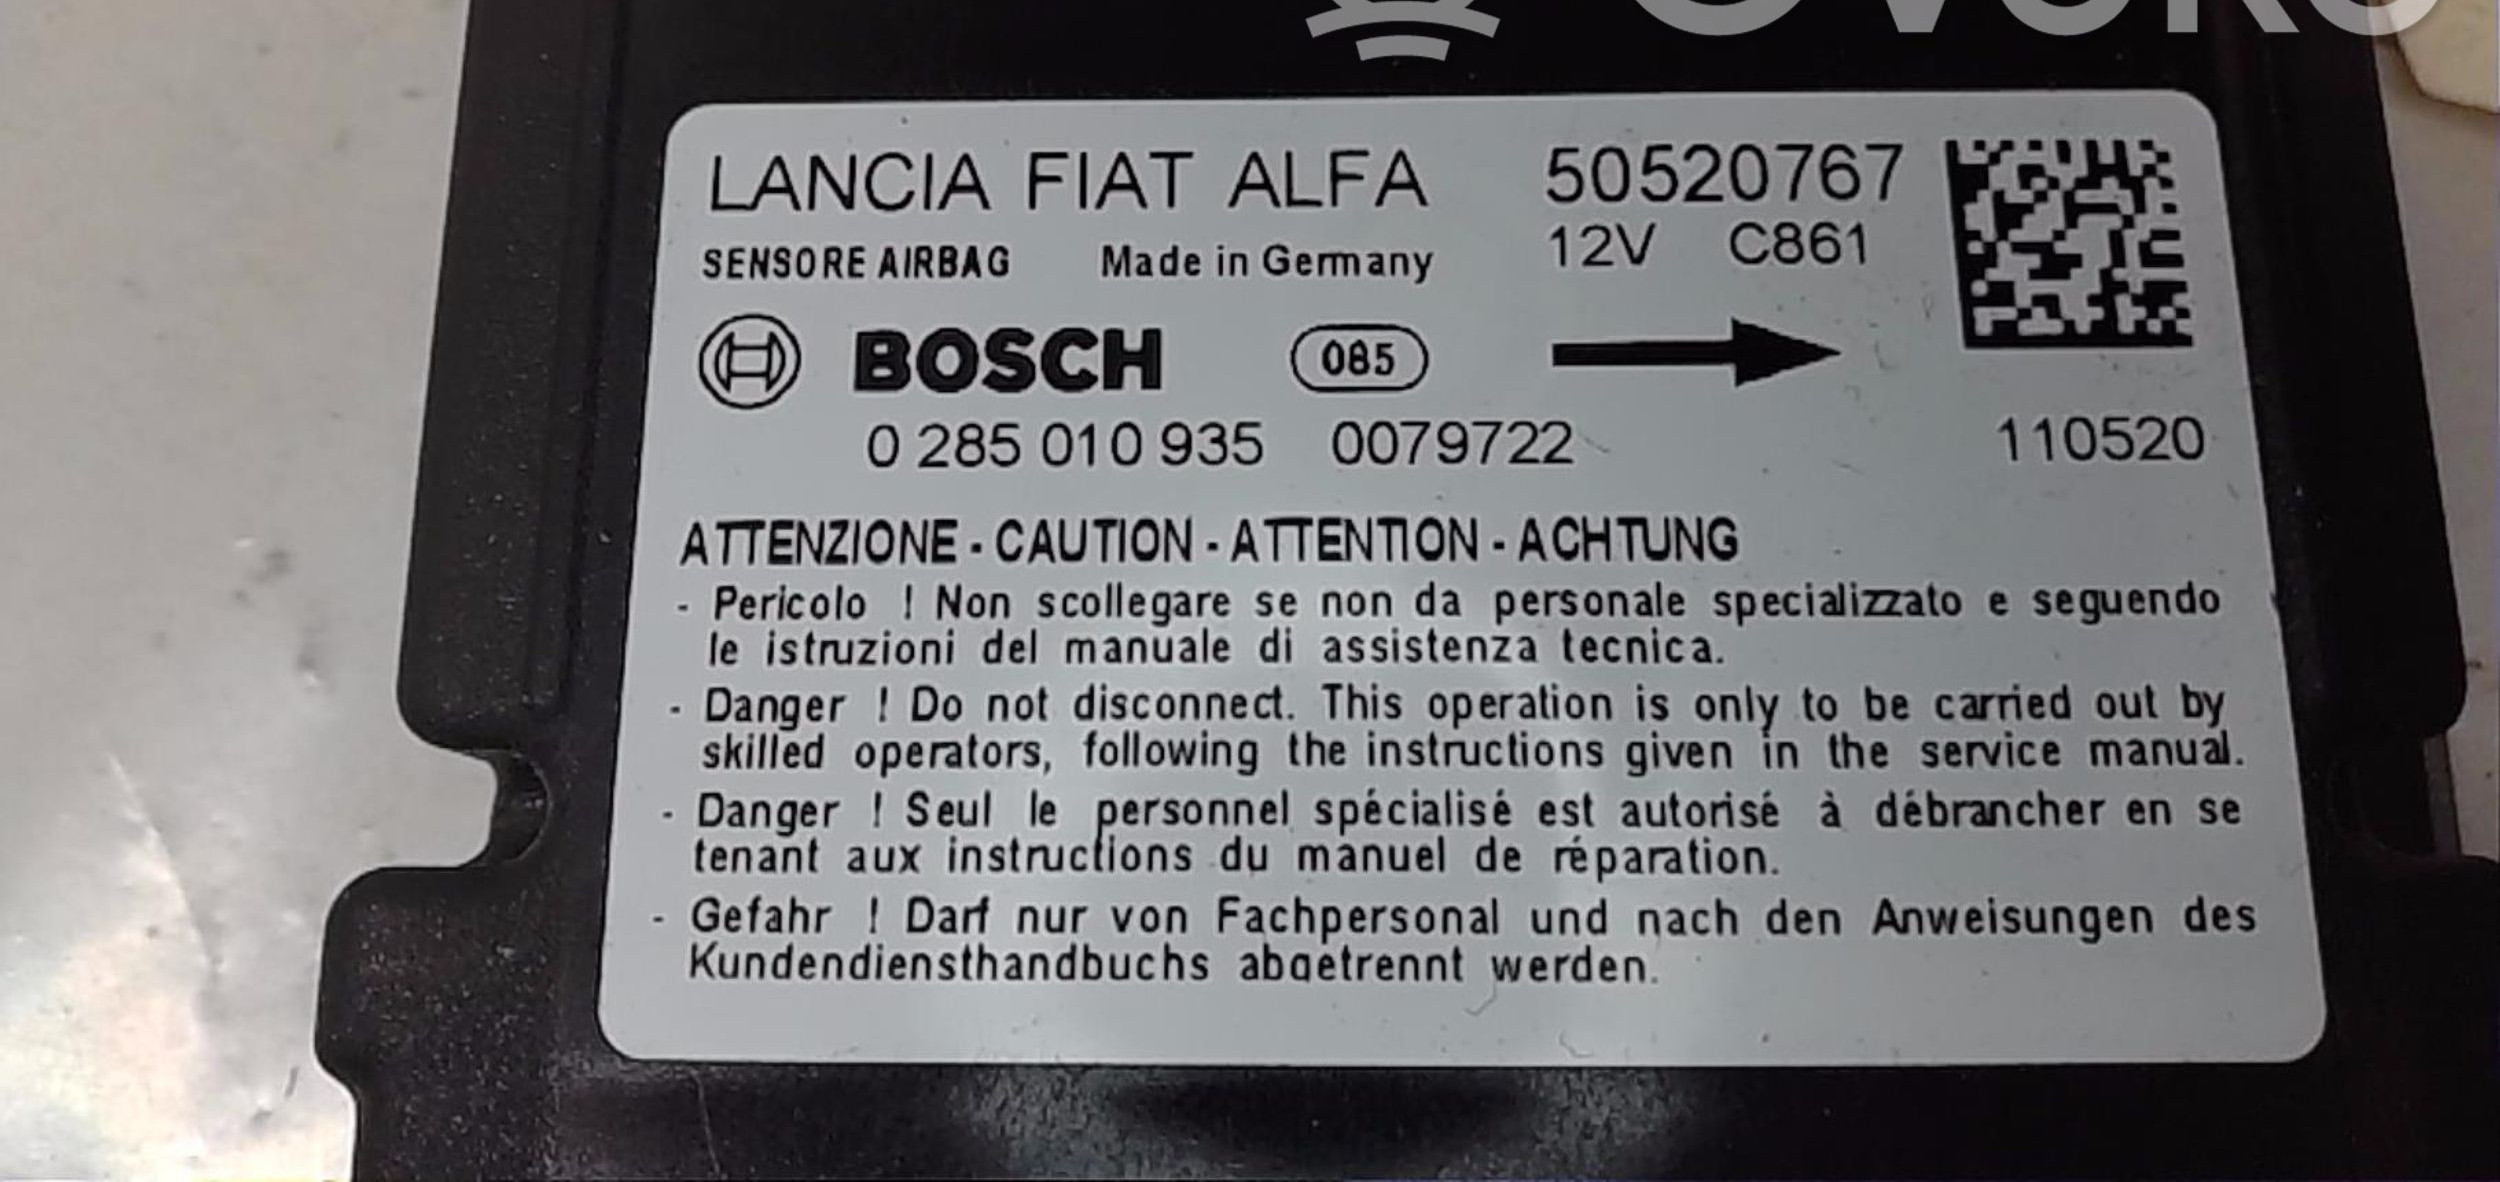 LANCIA FIAT ALFA 50520767
SENSORE AIRBAG Made in Germany 12V C861
BOSCH 085
0 285 010 935 0079722 110520
ATTENZIONE - CAUTION - ATTENTION - ACHTUNG
- Pericolo ! Non scollegare se non da personale specializzato e seguendo
le istruzioni del manuale di assistenza tecnica.
- Danger ! Do not disconnect. This operation is only to be carried out by
skilled operators, following the instructions given in the service manual.
- Danger ! Seul le personnel spécialisé est autorisé à débrancher en se
tenant aux instructions du manuel de réparation.
- Gefahr ! Darf nur von Fachpersonal und nach den Anweisungen des
Kundendiensthandbuchs abgetrennt werden.